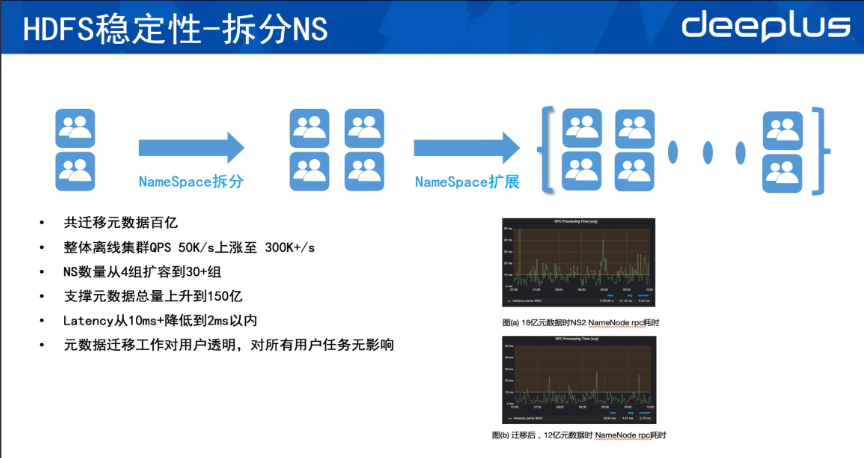 HDFS稳定性-拆分NS
deeplus
NameSpace拆分
NameSpace扩展
• 共迁移元数据百亿
• 整体离线集群QPS 50K/s上涨至 300K+/s
• NS数量从4组扩容到30+组
• 支撑元数据总量上升到150亿
• Latency从10ms+降低到2ms以内
• 元数据迁移工作对用户透明，对所有用户任务无影响
RPC Processing Time (avg)
图(a) 18亿元数据时NS2 NameNode rpc耗时
RPC Processing Time (avg)
图(b) 迁移后，12亿元数据时 NameNode rpc耗时